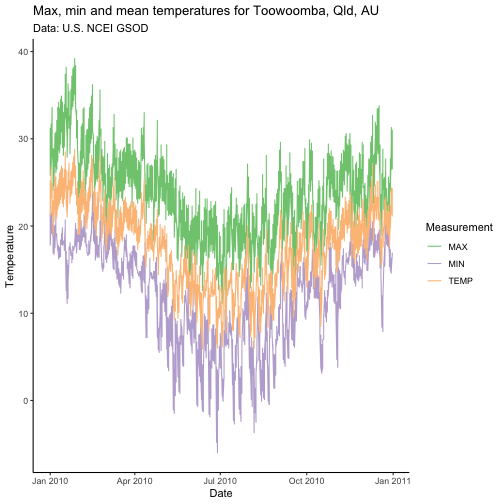 Max, min and mean temperatures for Toowoomba, Qld, AU
Data: U.S. NCEI GSOD
40
30
20
10
0
Temperature
Jan 2010
Apr 2010
Jul 2010
Oct 2010
Jan 2011
Date
Measurement
MAX
MIN
TEMP